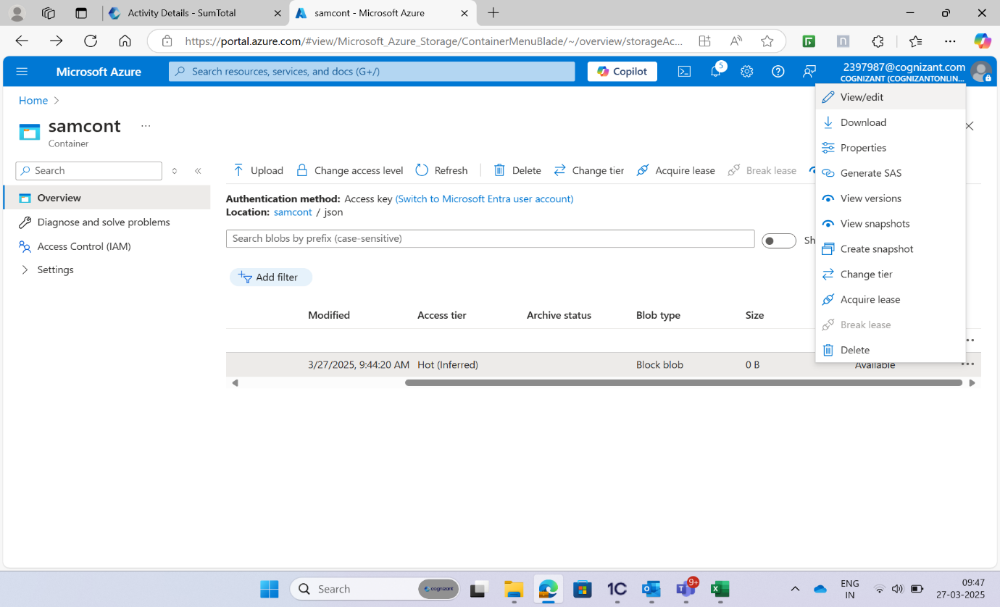 Activity Details - SumTotal
samcont - Microsoft Azure
https://portal.azure.com/#view/Microsoft_Azure_Storage/ContainerMenuBlade/~/overview/storageAc...
Microsoft Azure
Search resources, services, and docs (G+/)
Copilot
5
2397987@cognizant.com
COGNIZANT (COGNIZANTONLIN...
Home
samcont
...
Container
Search
Overview
Diagnose and solve problems
Access Control (IAM)
Settings
Upload
Change access level
Refresh
Delete
Change tier
Acquire lease
Break lease
Authentication method: Access key (Switch to Microsoft Entra user account)
Location: samcont / json
Search blobs by prefix (case-sensitive)
Sh
Add filter
Modified
Access tier
Archive status
Blob type
Size
3/27/2025, 9:44:20 AM
Hot (Inferred)
Block blob
0 B
Available
View/edit
Download
Properties
Generate SAS
View versions
View snapshots
Create snapshot
Change tier
Acquire lease
Break lease
Delete
Search
cognizant
1C
9+
ENG
IN
09:47
27-03-2025